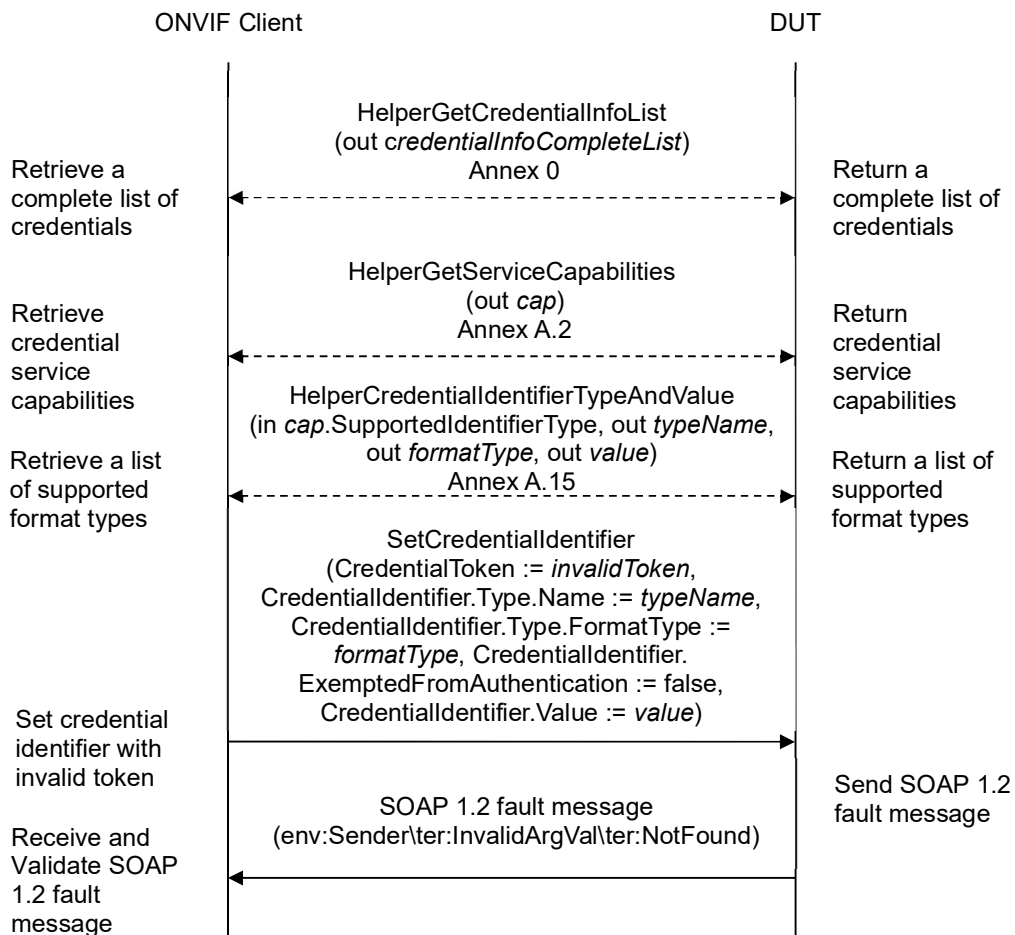 ONVIF Client
DUT
HelperGetCredentialInfoList
(out credentialInfoCompleteList)
Annex 0
Retrieve a
complete list of
credentials
Return a
complete list of
credentials
HelperGetServiceCapabilities
(out cap)
Annex A.2
Retrieve
credential
service
capabilities
Return
credential
service
capabilities
HelperCredentialIdentifierTypeAndValue
(in cap.SupportedIdentifierType, out typeName,
out formatType, out value)
Annex A.15
Retrieve a list
of supported
format types
Return a list of
supported
format types
SetCredentialIdentifier
(CredentialToken := invalidToken,
CredentialIdentifier.Type.Name := typeName,
CredentialIdentifier.Type.FormatType :=
formatType, CredentialIdentifier.
ExemptedFromAuthentication := false,
CredentialIdentifier.Value := value)
Set credential
identifier with
invalid token
Send SOAP 1.2
fault message
SOAP 1.2 fault message
(env:Sender\ter:InvalidArgVal\ter:NotFound)
Receive and
Validate SOAP
1.2 fault
message